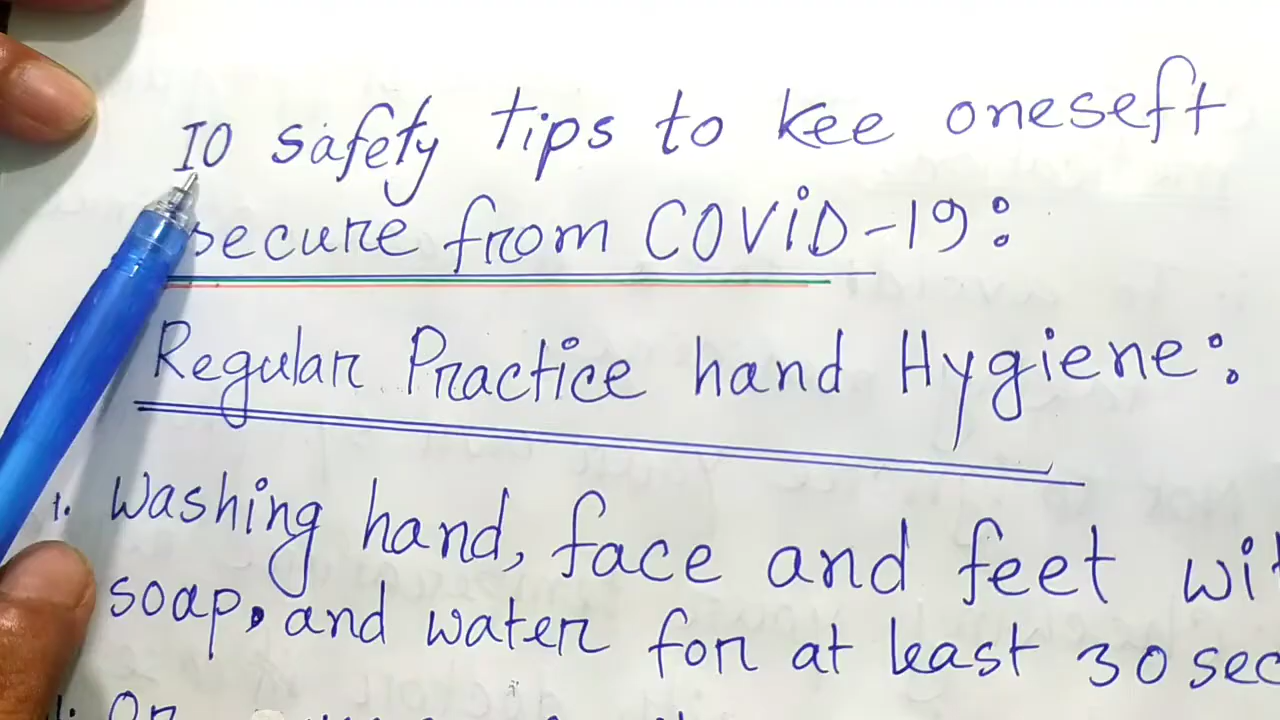 10 safety tips to kee oneseft
secure from COViD-19:
Regular Practice hand Hygiene:
1. Washing hand, face and feet wi
soap, and water for at least 30 sec